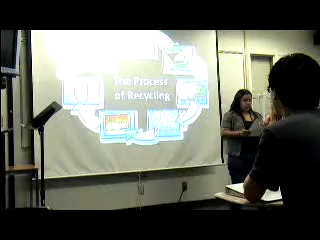 The Process
of Recycling